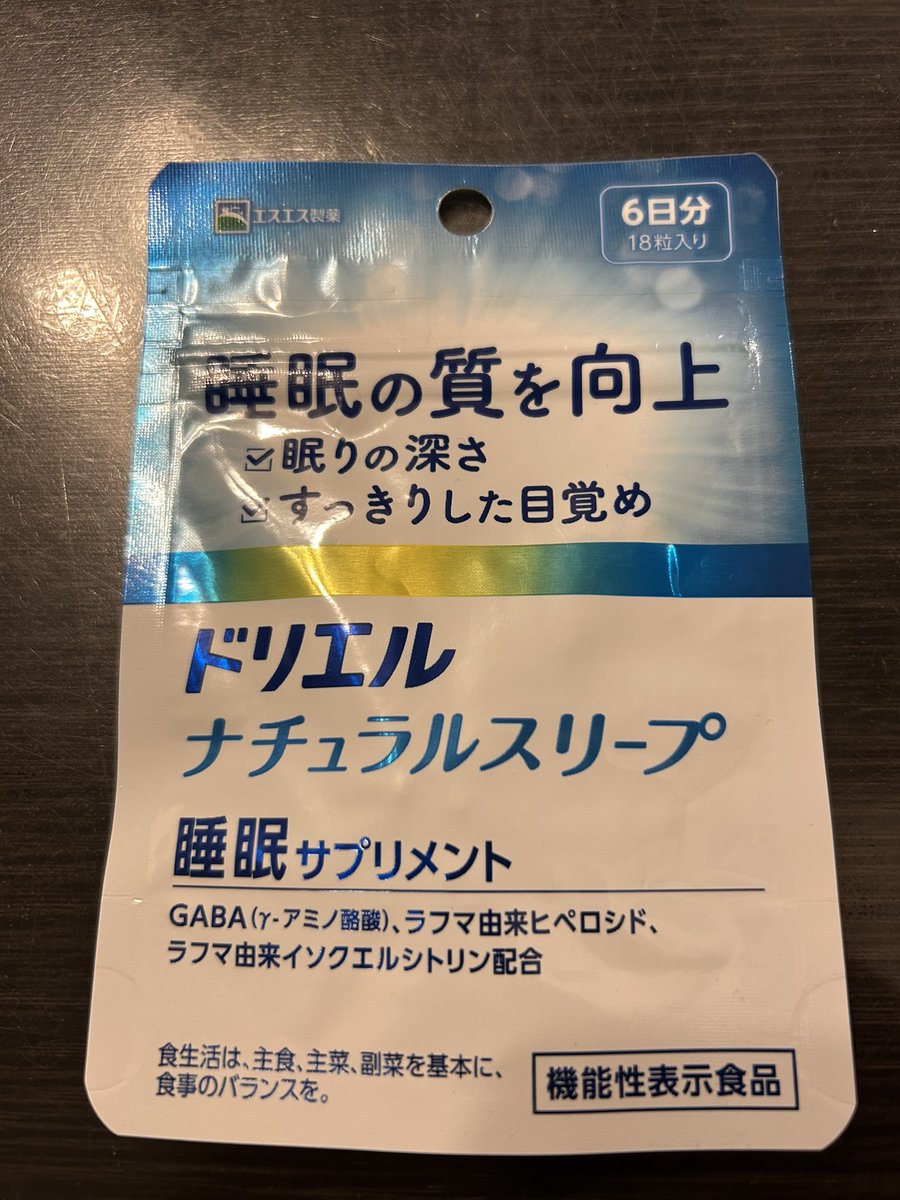 エスエス製薬
6日分
18粒入り
睡眠の質を向上
眠りの深さ
すっきりした目覚め
ドリエル
ナチュラルスリープ
睡眠サプリメント
GABA(γ-アミノ酪酸)、ラフマ由来ヒペロシド、
ラフマ由来イソクエルシトリン配合
食生活は、主食、主菜、副菜を基本に、
食事のバランスを。
機能性表示食品